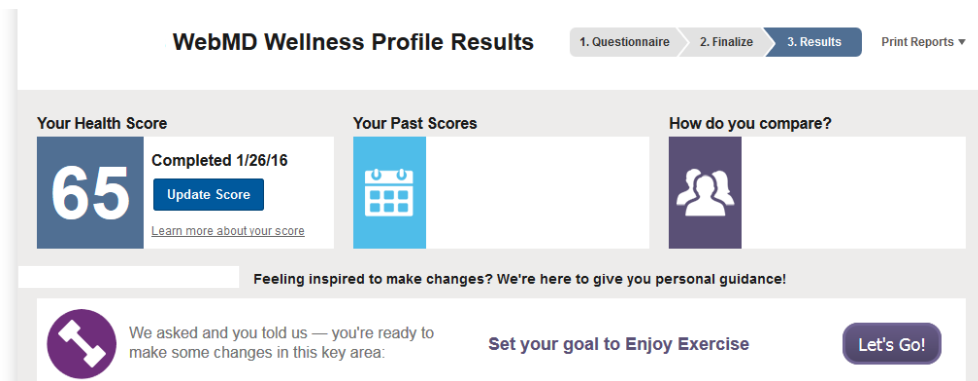 WebMD Wellness Profile Results
1. Questionnaire
2. Finalize
3. Results
Print Reports ▾
Your Health Score
65
Completed 1/26/16
Update Score
Learn more about your score
Your Past Scores
How do you compare?
Feeling inspired to make changes? We're here to give you personal guidance!
We asked and you told us — you're ready to
make some changes in this key area:
Set your goal to Enjoy Exercise
Let's Go!